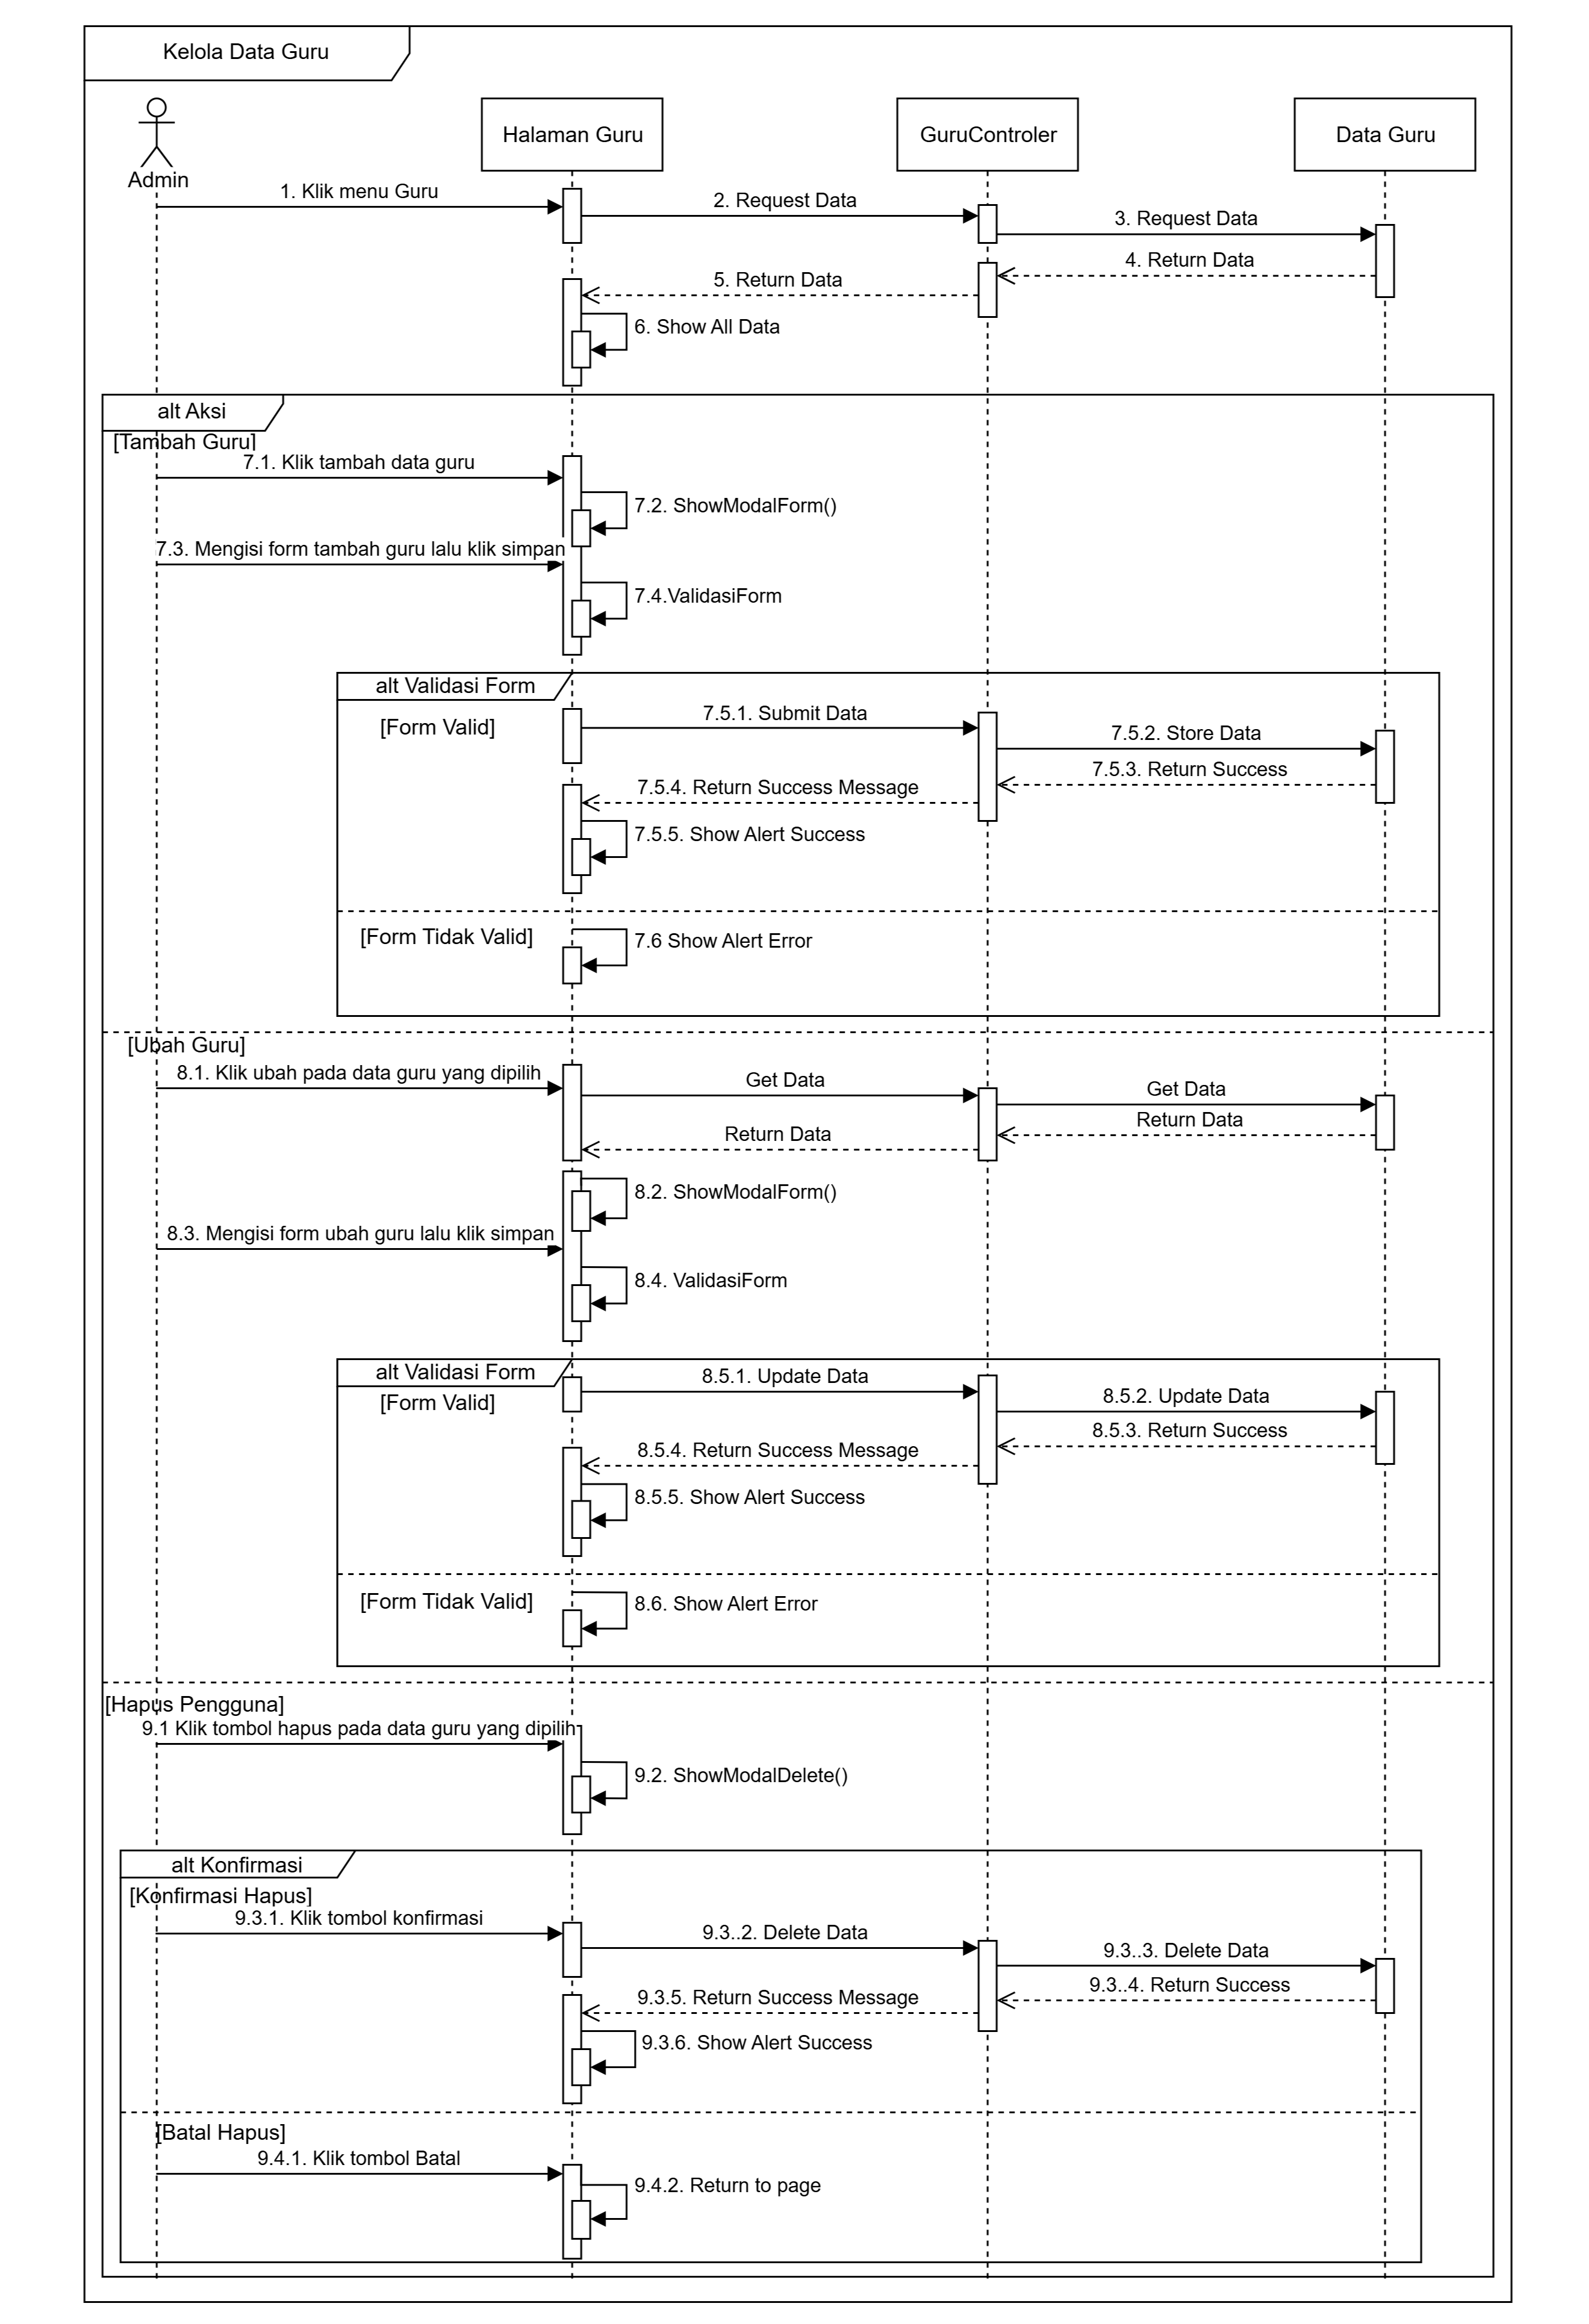 Kelola Data Guru
Admin
Halaman Guru
GuruControler
Data Guru
1. Klik menu Guru
2. Request Data
3. Request Data
4. Return Data
5. Return Data
6. Show All Data
alt Aksi
[Tambah Guru]
7.1. Klik tambah data guru
7.2. ShowModalForm()
7.3. Mengisi form tambah guru lalu klik simpan
7.4.ValidasiForm
alt Validasi Form
[Form Valid]
7.5.1. Submit Data
7.5.2. Store Data
7.5.3. Return Success
7.5.4. Return Success Message
7.5.5. Show Alert Success
[Form Tidak Valid]
7.6 Show Alert Error
[Ubah Guru]
8.1. Klik ubah pada data guru yang dipilih
Get Data
Get Data
Return Data
Return Data
8.2. ShowModalForm()
8.3. Mengisi form ubah guru lalu klik simpan
8.4. ValidasiForm
alt Validasi Form
[Form Valid]
8.5.1. Update Data
8.5.2. Update Data
8.5.3. Return Success
8.5.4. Return Success Message
8.5.5. Show Alert Success
[Form Tidak Valid]
8.6. Show Alert Error
[Hapus Pengguna]
9.1 Klik tombol hapus pada data guru yang dipilih
9.2. ShowModalDelete()
alt Konfirmasi
[Konfirmasi Hapus]
9.3.1. Klik tombol konfirmasi
9.3..2. Delete Data
9.3..3. Delete Data
9.3..4. Return Success
9.3.5. Return Success Message
9.3.6. Show Alert Success
[Batal Hapus]
9.4.1. Klik tombol Batal
9.4.2. Return to page